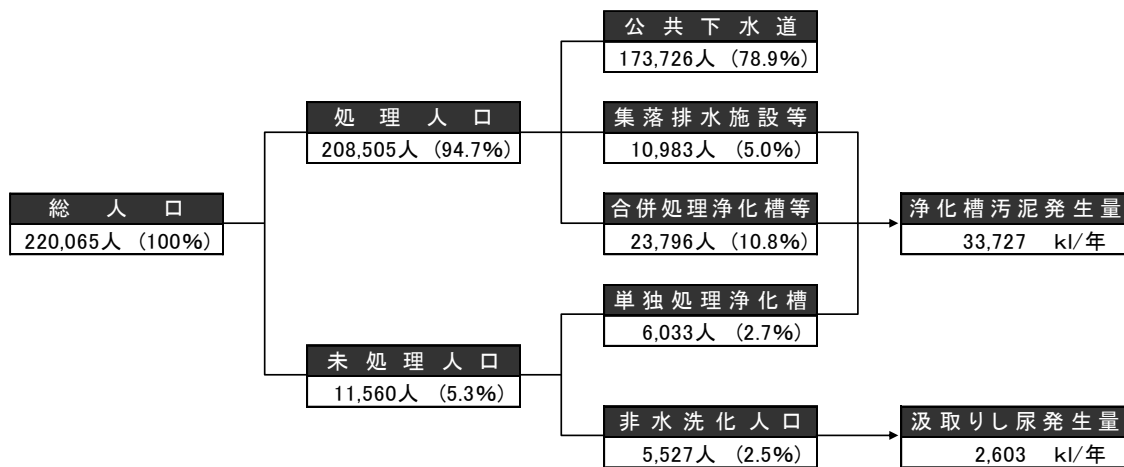 公共下水道
173,726人 (78.9%)
処理人口
208,505人 (94.7%)
集落排水施設等
10,983人 (5.0%)
総人口
220,065人 (100%)
合併処理浄化槽等
23,796人 (10.8%)
浄化槽汚泥発生量
33,727 kl/年
単独処理浄化槽
6,033人 (2.7%)
未処理人口
11,560人 (5.3%)
非水洗化人口
5,527人 (2.5%)
汲取りし尿発生量
2,603 kl/年